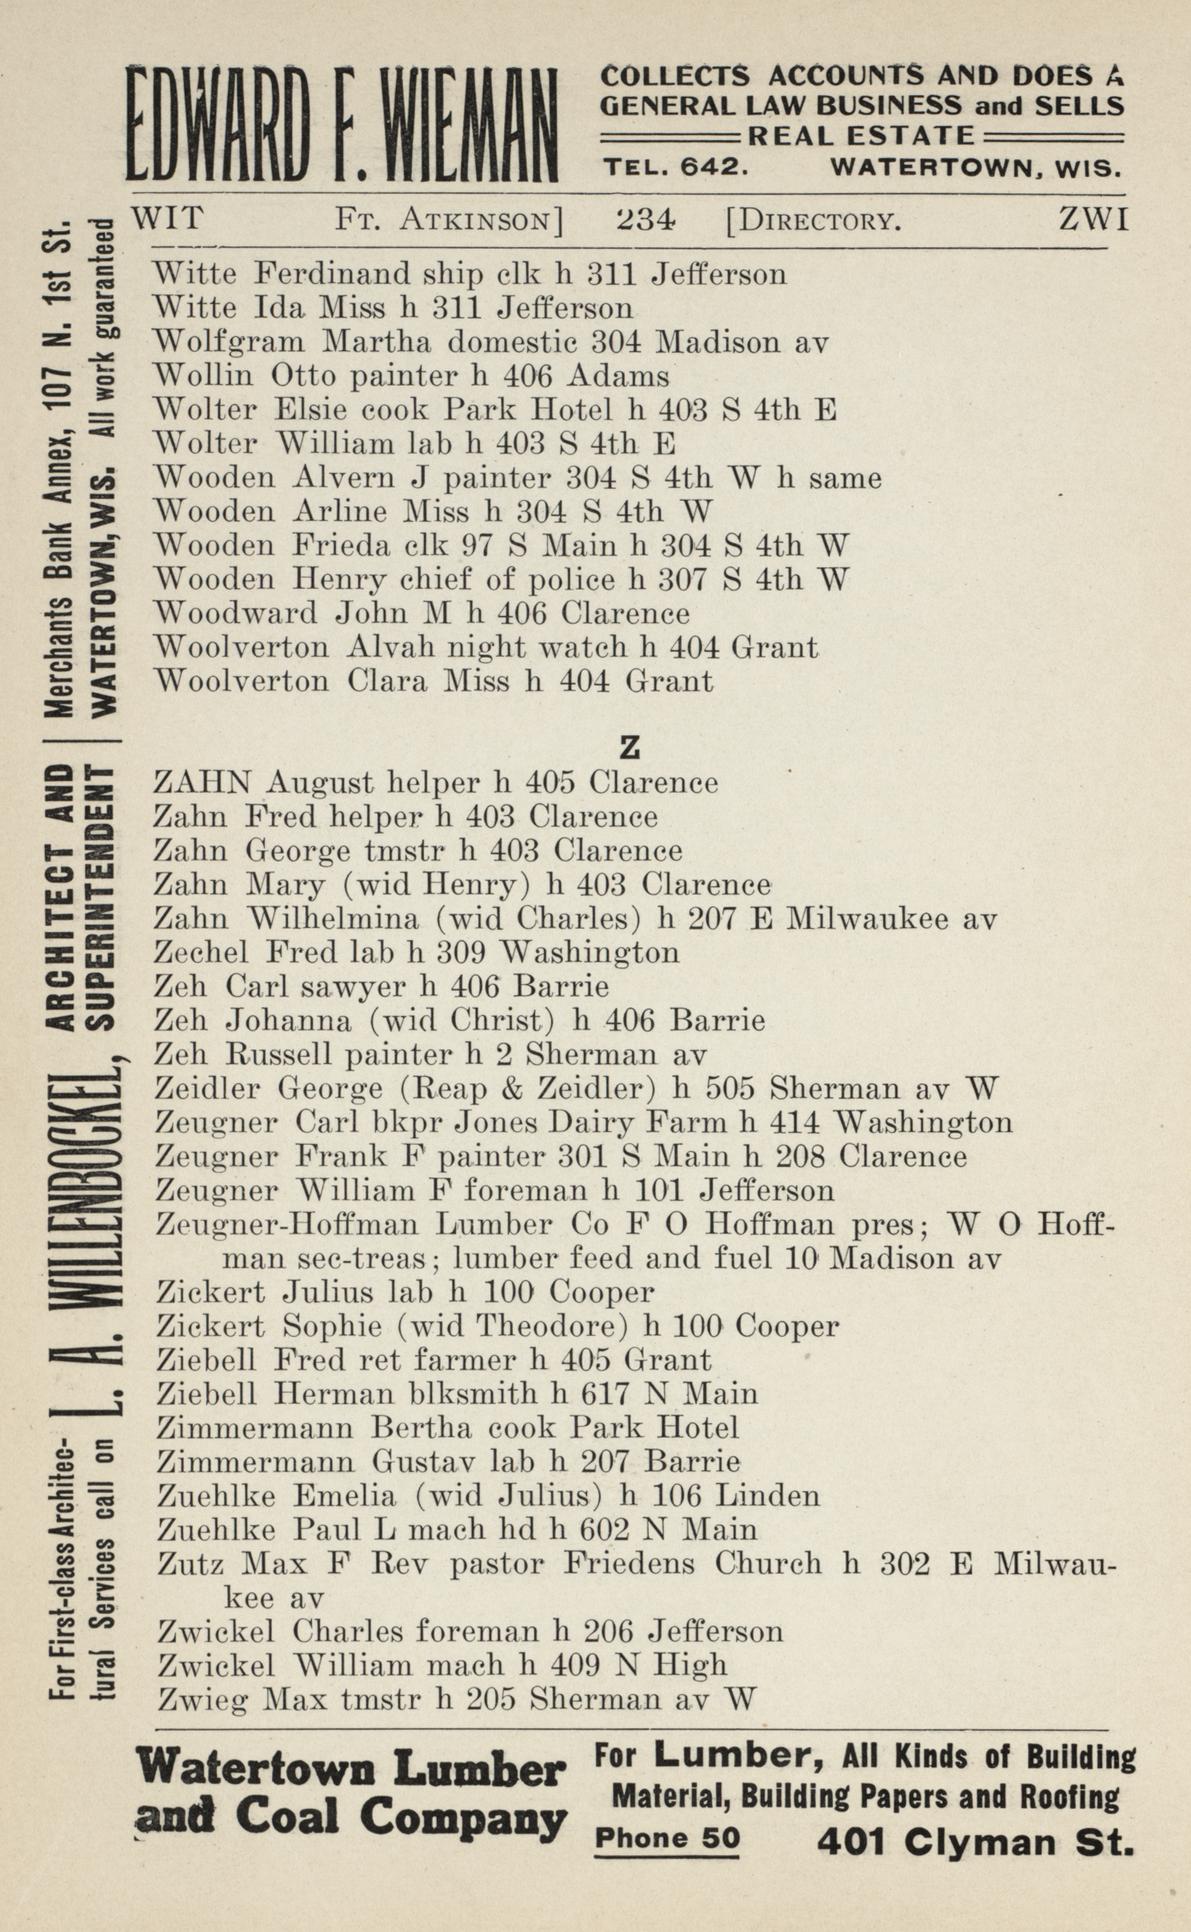 EDWARD F. WIEMAN
COLLECTS ACCOUNTS AND DOES A
GENERAL LAW BUSINESS and SELLS
REAL ESTATE
TEL. 642. WATERTOWN, WIS.
WIT FT. ATKINSON] 234 [DIRECTORY. ZWI
Witte Ferdinand ship clk h 311 Jefferson
Witte Ida Miss h 311 Jefferson
Wolfgram Martha domestic 304 Madison av
Wollin Otto painter h 406 Adams
Wolter Elsie cook Park Hotel h 403 S 4th E
Wolter William lab h 403 S 4th E
Wooden Alvern J painter 304 S 4th W h same
Wooden Arline Miss h 304 S 4th W
Wooden Frieda clk 97 S Main h 304 S 4th W
Wooden Henry chief of police h 307 S 4th W
Woodward John M h 406 Clarence
Woolverton Alvah night watch h 404 Grant
Woolverton Clara Miss h 404 Grant
Z
ZAHN August helper h 405 Clarence
Zahn Fred helper h 403 Clarence
Zahn George tmstr h 403 Clarence
Zahn Mary (wid Henry) h 403 Clarence
Zahn Wilhelmina (wid Charles) h 207 E Milwaukee av
Zechel Fred lab h 309 Washington
Zeh Carl sawyer h 406 Barrie
Zeh Johanna (wid Christ) h 406 Barrie
Zeh Russell painter h 2 Sherman av
Zeidler George (Reap & Zeidler) h 505 Sherman av W
Zeugner Carl bkpr Jones Dairy Farm h 414 Washington
Zeugner Frank F painter 301 S Main h 208 Clarence
Zeugner William F foreman h 101 Jefferson
Zeugner-Hoffman Lumber Co F O Hoffman pres; W O Hoff-
man sec-treas; lumber feed and fuel 10 Madison av
Zickert Julius lab h 100 Cooper
Zickert Sophie (wid Theodore) h 100 Cooper
Ziebell Fred ret farmer h 405 Grant
Ziebell Herman blksmith h 617 N Main
Zimmermann Bertha cook Park Hotel
Zimmermann Gustav lab h 207 Barrie
Zuehlke Emelia (wid Julius) h 106 Linden
Zuehlke Paul L mach hd h 602 N Main
Zutz Max F Rev pastor Friedens Church h 302 E Milwau-
kee av
Zwickel Charles foreman h 206 Jefferson
Zwickel William mach h 409 N High
Zwieg Max tmstr h 205 Sherman av W
For First-class Architec-
tural Services call on
L. A. WILLENBOCKEL,
ARCHITECT AND
SUPERINTENDENT
Merchants Bank Annex, 107 N. 1st St.
WATERTOWN, WIS. All work guaranteed
Watertown Lumber
and Coal Company
For Lumber, All Kinds of Building
Material, Building Papers and Roofing
Phone 50 401 Clyman St.